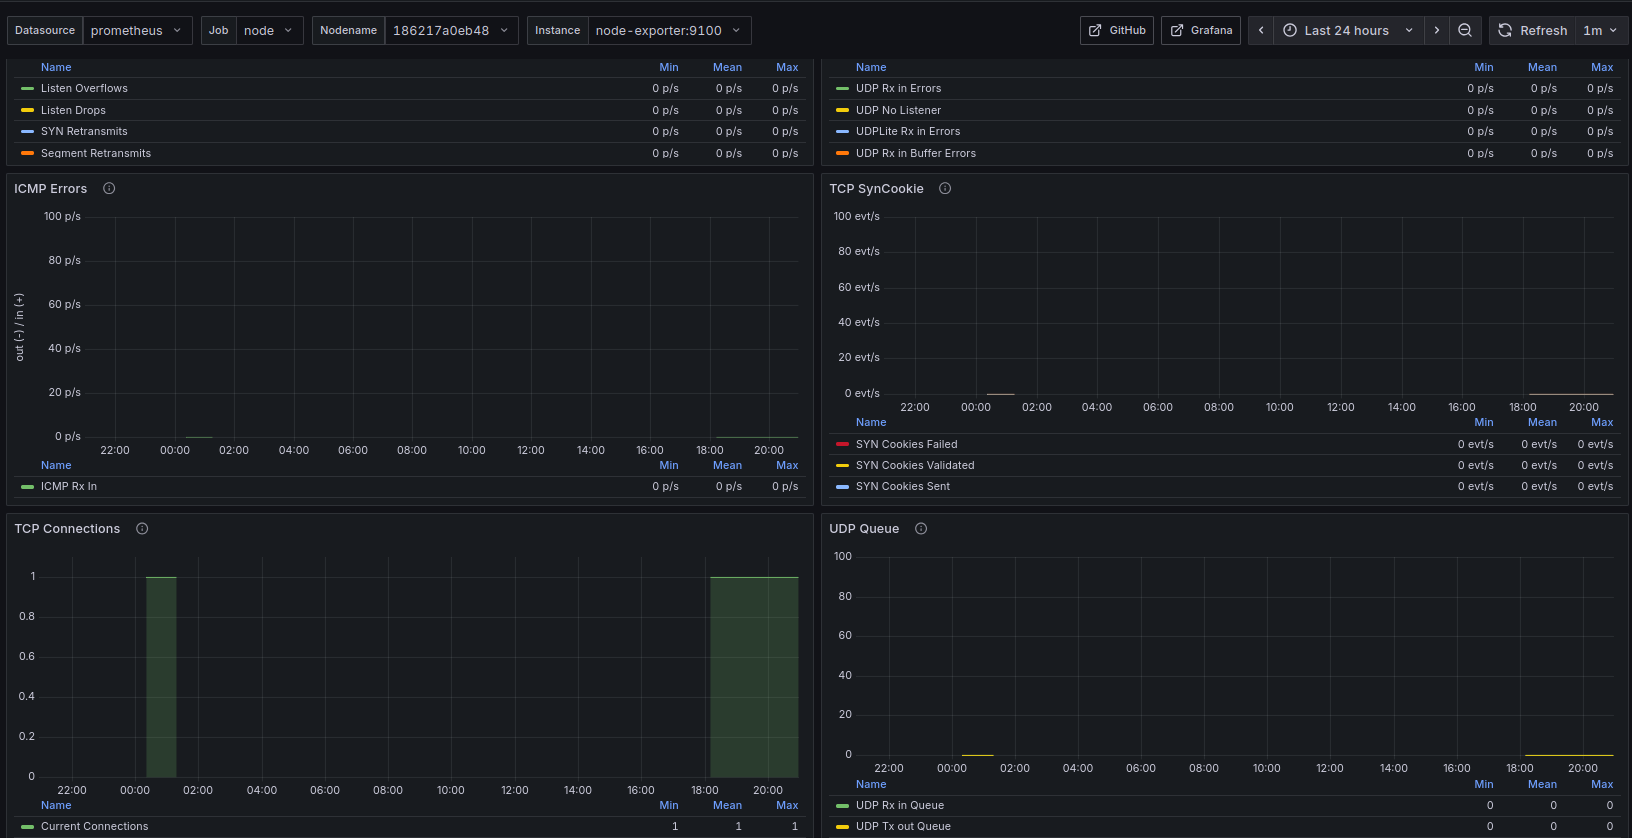 Datasource prometheus Job node Nodename 186217a0eb48 Instance node-exporter:9100 GitHub Grafana Last 24 hours Refresh 1m
Name Min Mean Max
Listen Overflows 0 p/s 0 p/s 0 p/s
Listen Drops 0 p/s 0 p/s 0 p/s
SYN Retransmits 0 p/s 0 p/s 0 p/s
Segment Retransmits 0 p/s 0 p/s 0 p/s
Name Min Mean Max
UDP Rx in Errors 0 p/s 0 p/s 0 p/s
UDP No Listener 0 p/s 0 p/s 0 p/s
UDPLite Rx in Errors 0 p/s 0 p/s 0 p/s
UDP Rx in Buffer Errors 0 p/s 0 p/s 0 p/s
ICMP Errors
out (-) / in (+)
100 p/s
80 p/s
60 p/s
40 p/s
20 p/s
0 p/s
22:00 00:00 02:00 04:00 06:00 08:00 10:00 12:00 14:00 16:00 18:00 20:00
Name Min Mean Max
ICMP Rx In 0 p/s 0 p/s 0 p/s
TCP SynCookie
100 evt/s
80 evt/s
60 evt/s
40 evt/s
20 evt/s
0 evt/s
22:00 00:00 02:00 04:00 06:00 08:00 10:00 12:00 14:00 16:00 18:00 20:00
Name Min Mean Max
SYN Cookies Failed 0 evt/s 0 evt/s 0 evt/s
SYN Cookies Validated 0 evt/s 0 evt/s 0 evt/s
SYN Cookies Sent 0 evt/s 0 evt/s 0 evt/s
TCP Connections
1
0.8
0.6
0.4
0.2
0
22:00 00:00 02:00 04:00 06:00 08:00 10:00 12:00 14:00 16:00 18:00 20:00
Name Min Mean Max
Current Connections 1 1 1
UDP Queue
100
80
60
40
20
0
22:00 00:00 02:00 04:00 06:00 08:00 10:00 12:00 14:00 16:00 18:00 20:00
Name Min Mean Max
UDP Rx in Queue 0 0 0
UDP Tx out Queue 0 0 0